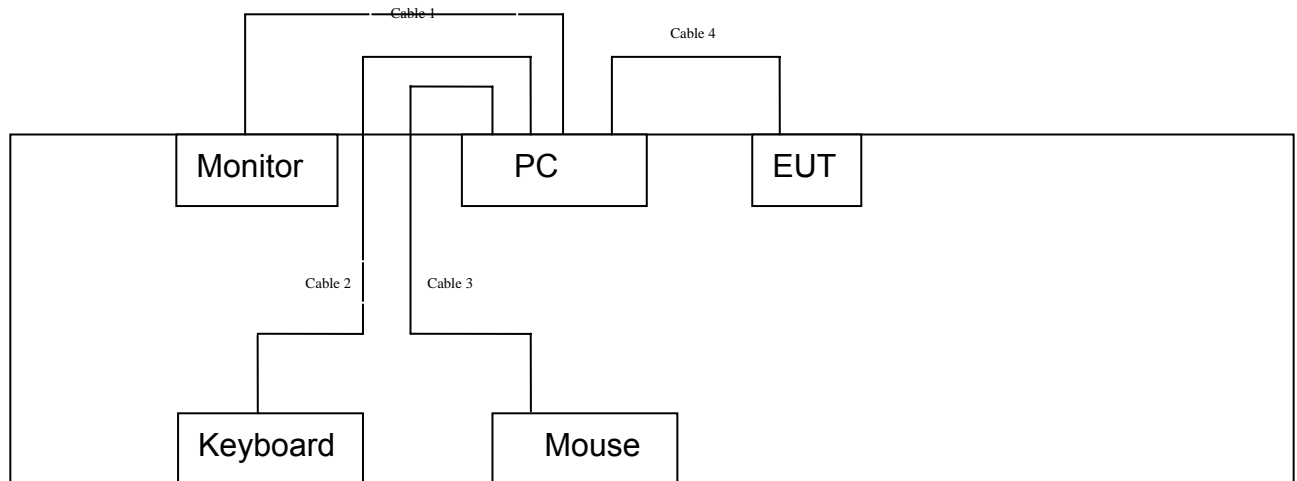 Cable 1
Cable 4
Monitor
PC
EUT
Cable 2
Cable 3
Keyboard
Mouse